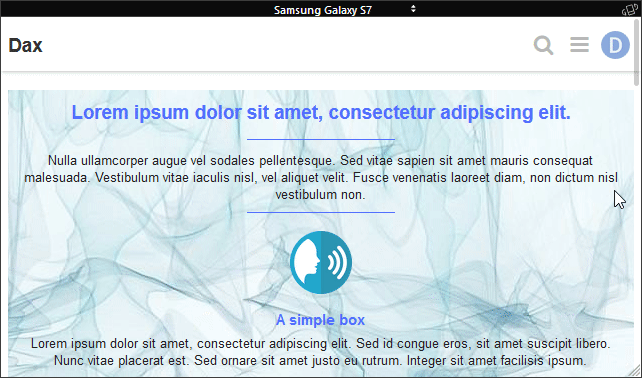 Samsung Galaxy S7
Dax
D
Lorem ipsum dolor sit amet, consectetur adipiscing elit.
Nulla ullamcorper augue vel sodales pellentesque. Sed vitae sapien sit amet mauris consequat
malesuada. Vestibulum vitae iaculis nisl, vel aliquet velit. Fusce venenatis laoreet diam, non dictum nisl
vestibulum non.
A simple box
Lorem ipsum dolor sit amet, consectetur adipiscing elit. Sed id congue eros, sit amet suscipit libero.
Nunc vitae placerat est. Sed ornare sit amet justo eu rutrum. Integer sit amet facilisis ipsum.